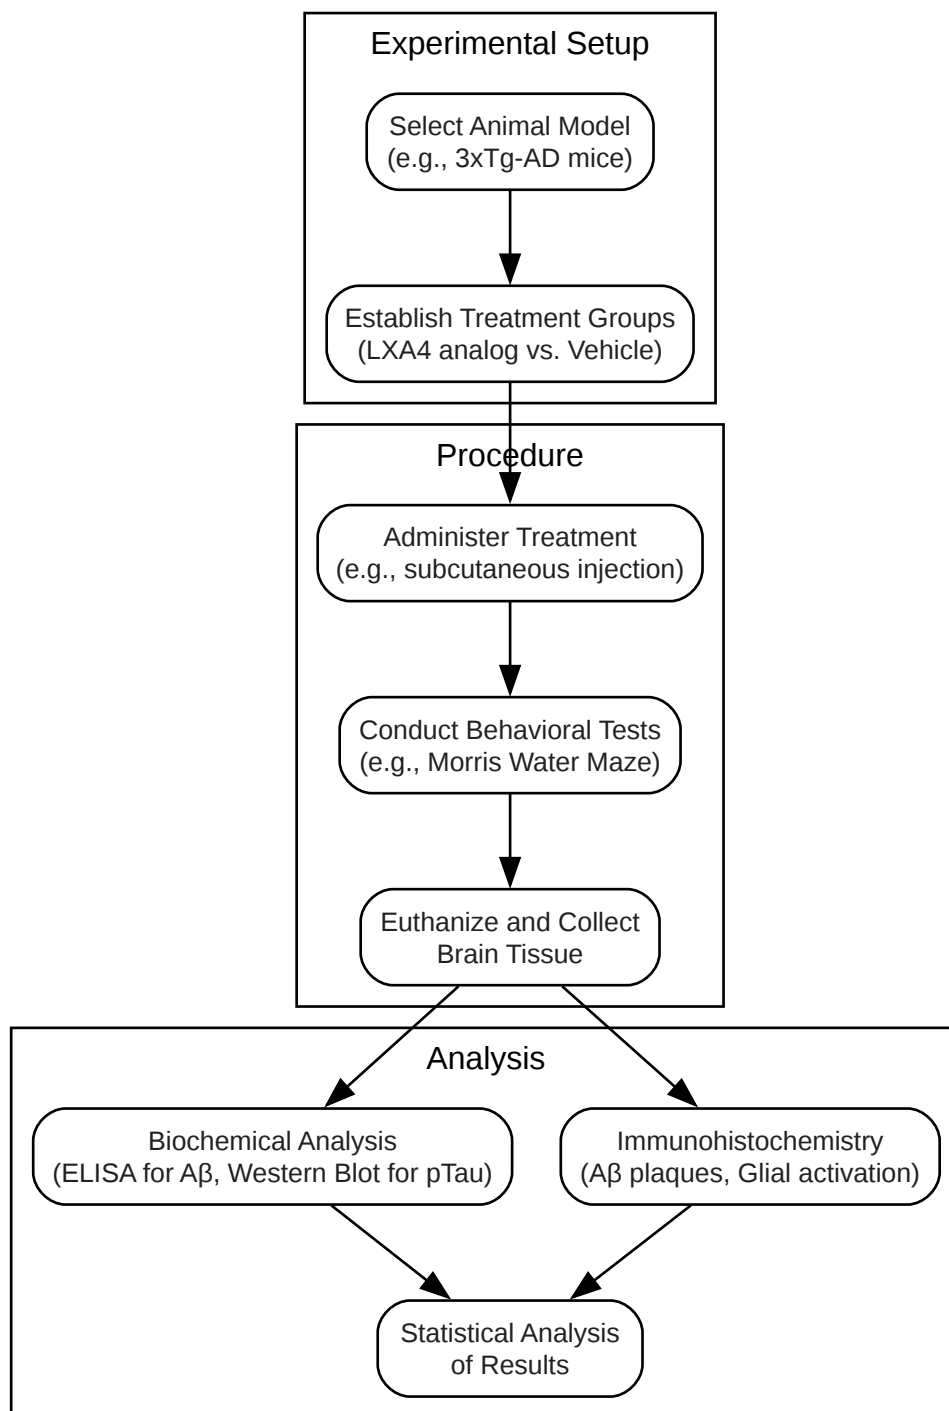 Experimental Setup
Select Animal Model
(e.g., 3xTg-AD mice)
Establish Treatment Groups
(LXA4 analog vs. Vehicle)
Procedure
Administer Treatment
(e.g., subcutaneous injection)
Conduct Behavioral Tests
(e.g., Morris Water Maze)
Euthanize and Collect
Brain Tissue
Analysis
Biochemical Analysis
(ELISA for Aβ, Western Blot for pTau)
Immunohistochemistry
(Aβ plaques, Glial activation)
Statistical Analysis
of Results